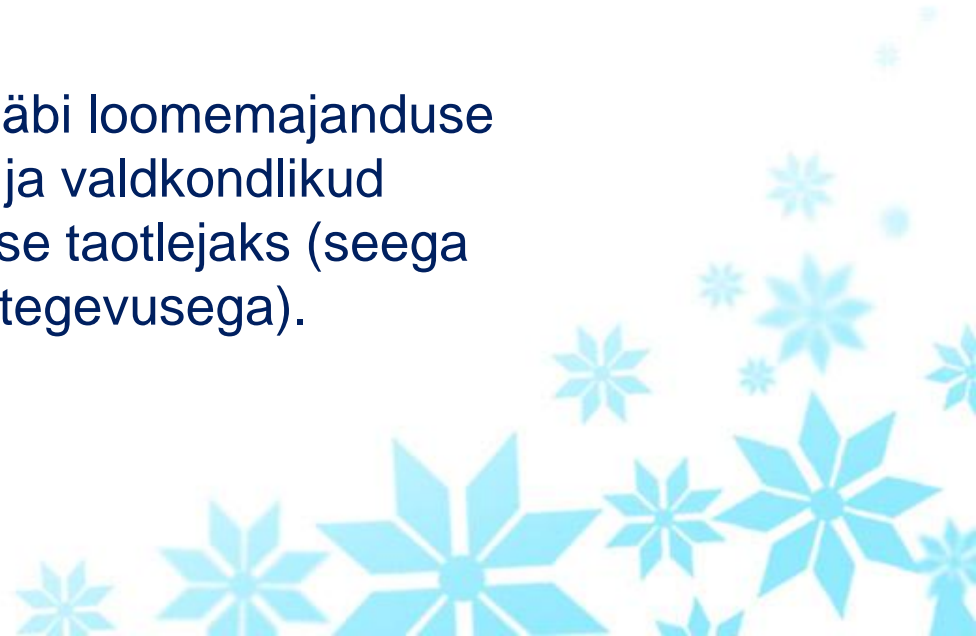 äbi loomemajanduse
ja valdkondlikud
se taotlejaks (seega
tegevusega).